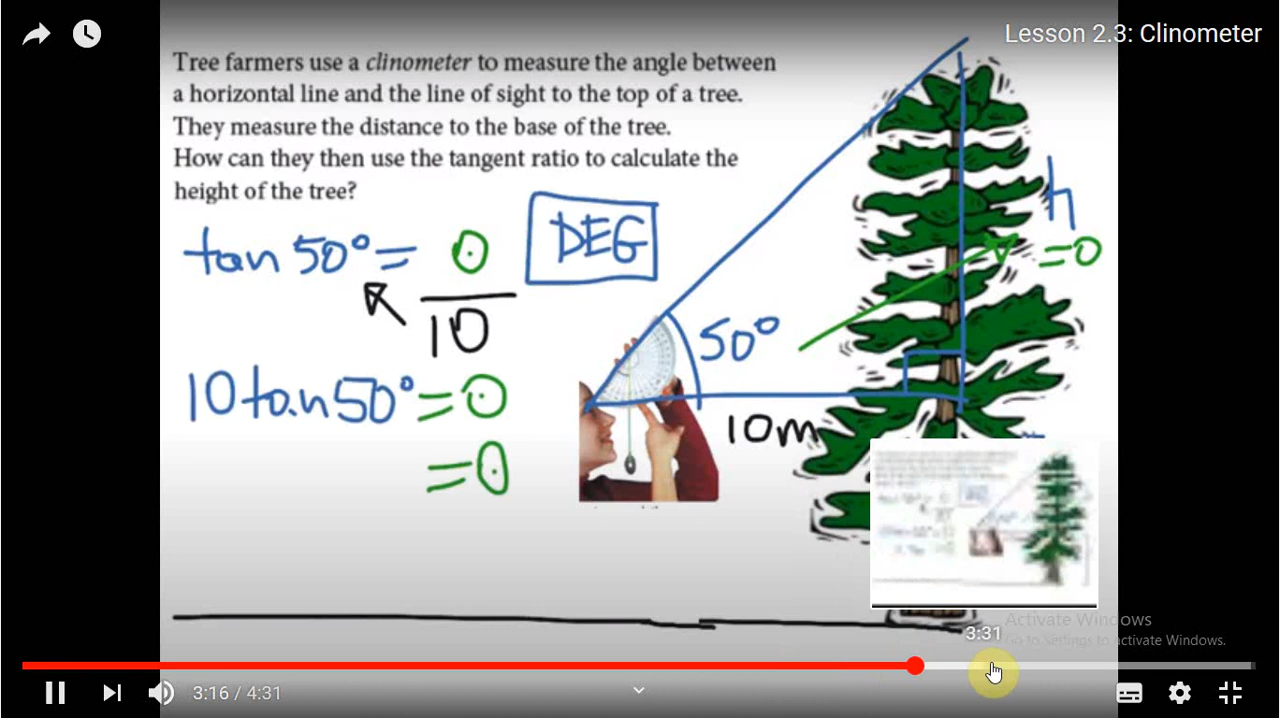 Lesson 2.3: Clinometer
Tree farmers use a clinometer to measure the angle between
a horizontal line and the line of sight to the top of a tree.
They measure the distance to the base of the tree.
How can they then use the tangent ratio to calculate the
height of the tree?
tan 50° = o
10
DEG
10 tan 50° = o
= o
50°
10m
h
= o
Activate Windows
Go to Settings to activate Windows.
3:31
3:16 / 4:31